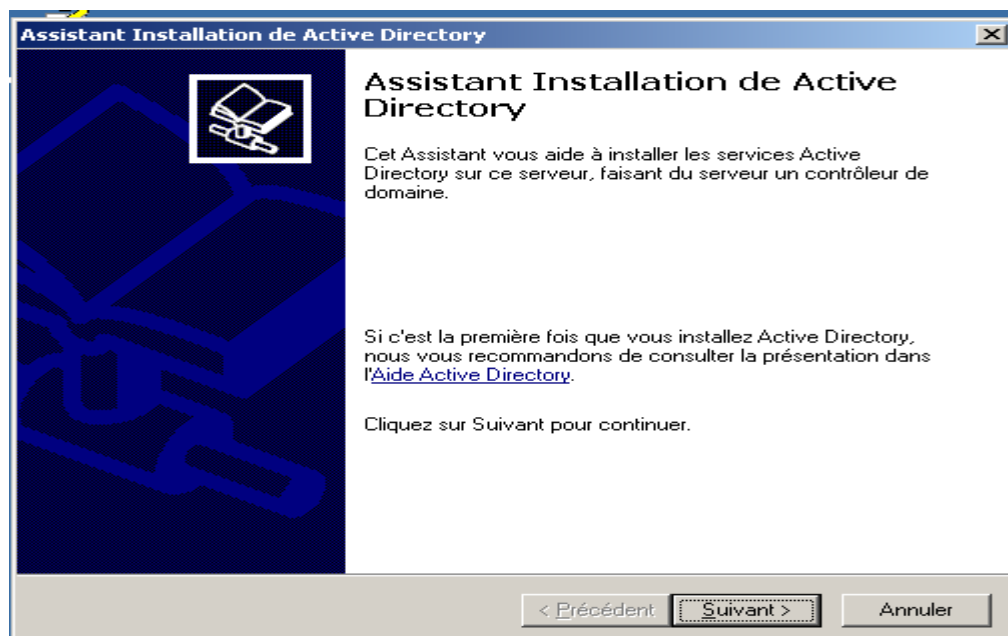 Assistant Installation de Active Directory
Assistant Installation de Active
Directory
Cet Assistant vous aide à installer les services Active
Directory sur ce serveur, faisant du serveur un contrôleur de
domaine.
Si c'est la première fois que vous installez Active Directory,
nous vous recommandons de consulter la présentation dans
l'Aide Active Directory.
Cliquez sur Suivant pour continuer.
< Précédent Suivant > Annuler